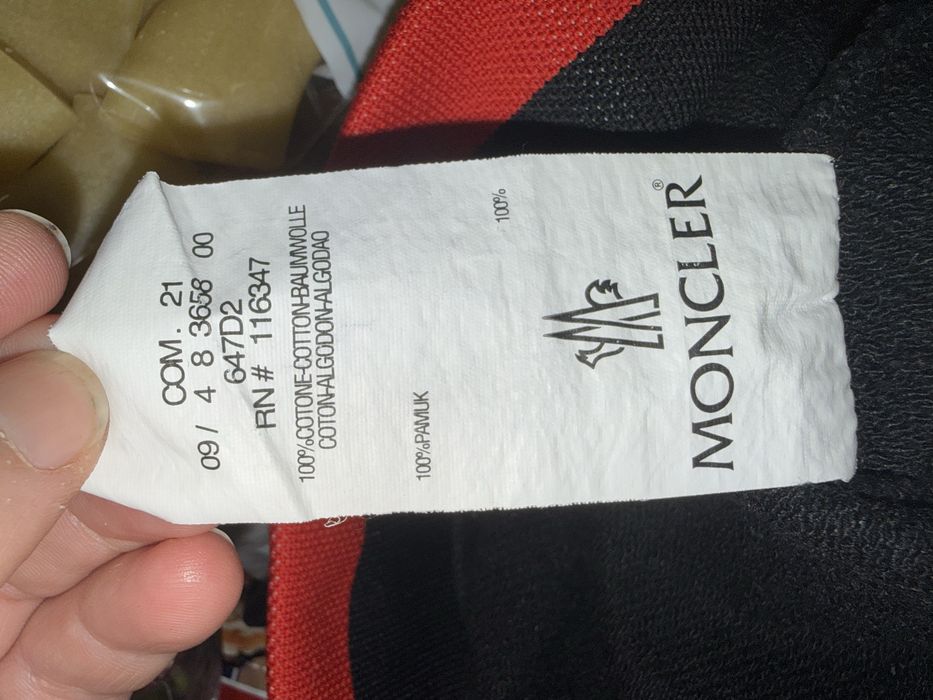 COM. 21
09/ 4 8 3658 00
647D2
RN # 116347
100%COTONE-COTTON-BAUMWOLLE
COTON-ALGODON-ALGODAO
100%PAMUK
100%
MONCLER®